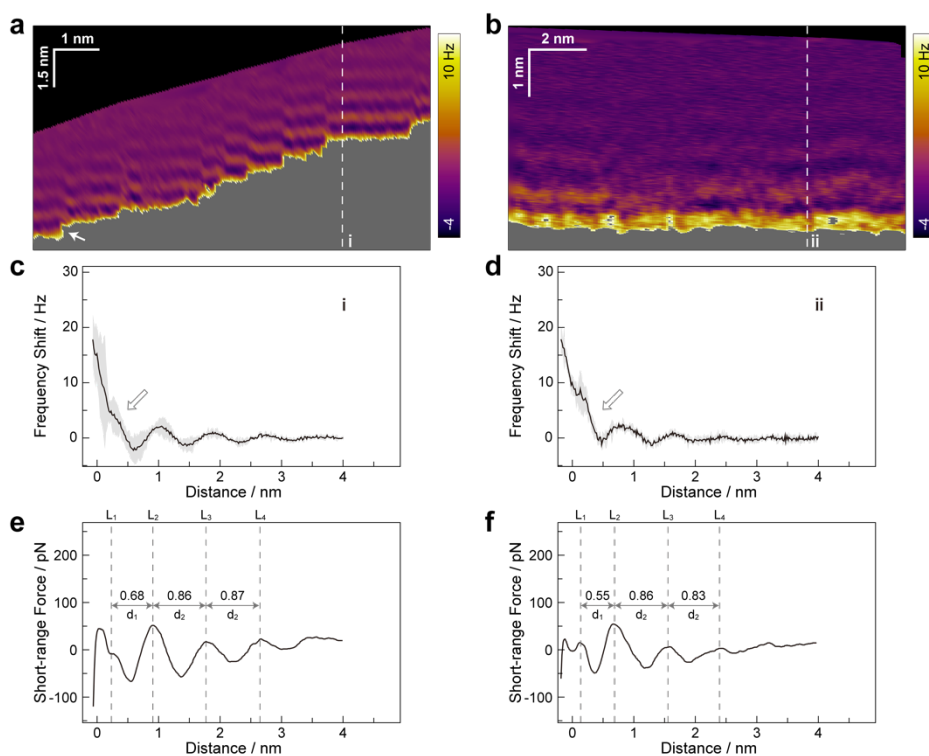 a
1 nm
1.5 nm
10 Hz
-4
i
b
2 nm
1 nm
10 Hz
-4
ii
c
30
20
10
0
Frequency Shift / Hz
i
0
1
2
3
4
Distance / nm
d
30
20
10
0
Frequency Shift / Hz
ii
0
1
2
3
4
Distance / nm
e
L₁
L₂
L₃
L₄
200
100
0
-100
Short-range Force / pN
0.68
0.86
0.87
d₁
d₂
d₂
0
1
2
3
4
Distance / nm
f
L₁
L₂
L₃
L₄
200
100
0
-100
Short-range Force / pN
0.55
0.86
0.83
d₁
d₂
d₂
0
1
2
3
4
Distance / nm